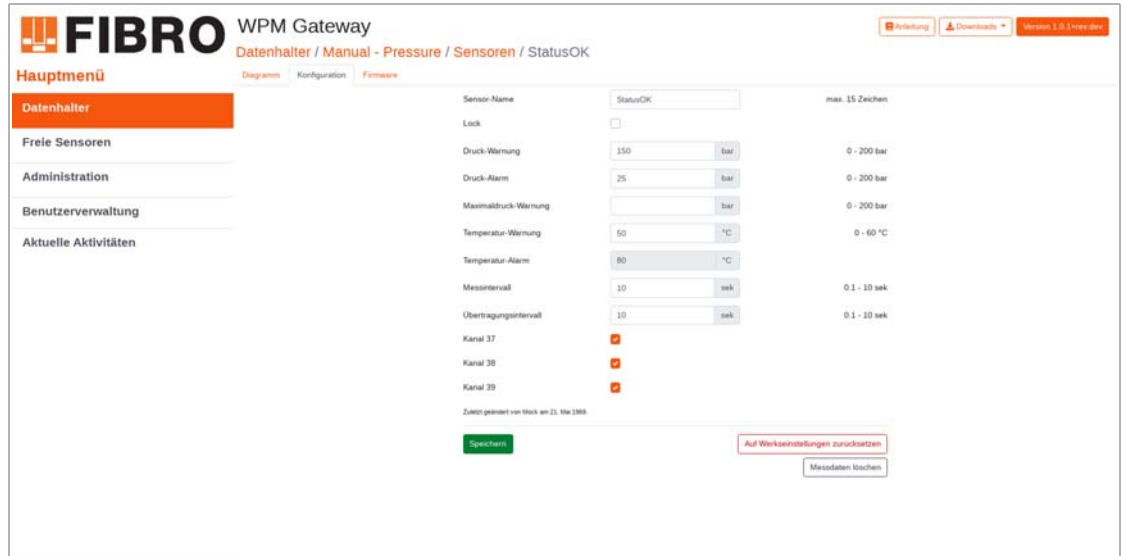 FIBRO
WPM Gateway
Anleitung
Downloads
Version 1.0.1+rev.dev
Datenhalter / Manual - Pressure / Sensoren / StatusOK
Hauptmenü
Diagramm Konfiguration Firmware
Datenhalter
Freie Sensoren
Administration
Benutzerverwaltung
Aktuelle Aktivitäten
Sensor-Name StatusOK max. 15 Zeichen
Lock
Druck-Warnung 150 bar 0 - 200 bar
Druck-Alarm 25 bar 0 - 200 bar
Maximaldruck-Warnung bar 0 - 200 bar
Temperatur-Warnung 50 °C 0 - 60 °C
Temperatur-Alarm 80 °C
Messintervall 10 sek 0.1 - 10 sek
Übertragungsintervall 10 sek 0.1 - 10 sek
Kanal 37
Kanal 38
Kanal 39
Zuletzt geändert von Mock am 21. Mai 1969.
Speichern Auf Werkseinstellungen zurücksetzen
Messdaten löschen